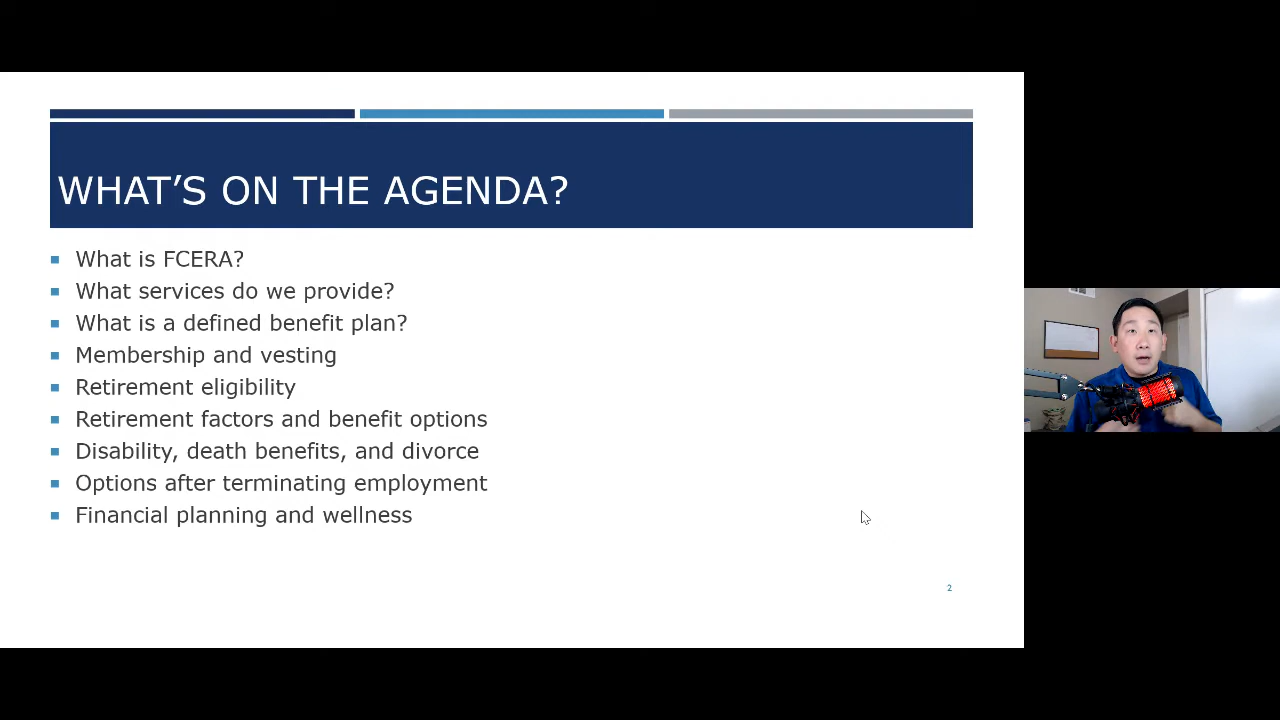 WHAT’S ON THE AGENDA?
What is FCERA?
What services do we provide?
What is a defined benefit plan?
Membership and vesting
Retirement eligibility
Retirement factors and benefit options
Disability, death benefits, and divorce
Options after terminating employment
Financial planning and wellness
2